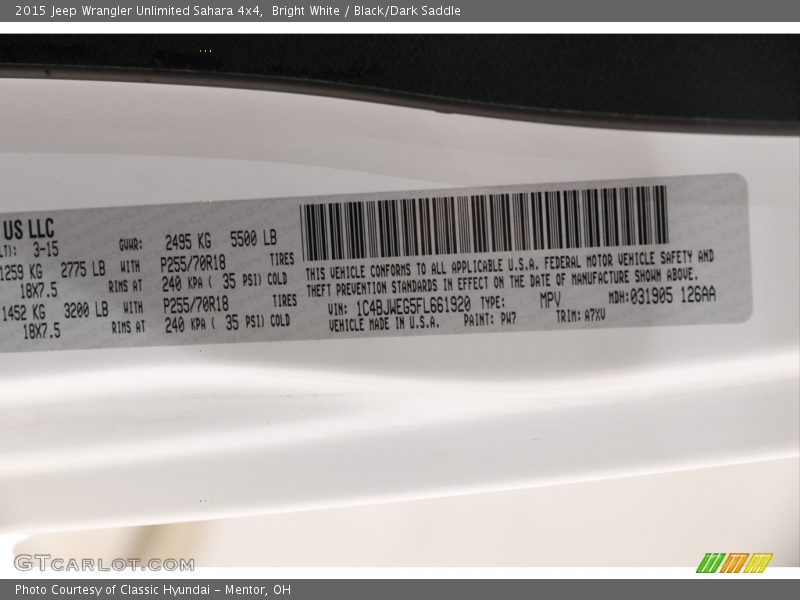 2015 Jeep Wrangler Unlimited Sahara 4x4, Bright White / Black/Dark Saddle
US LLC
3-15 GVWR: 2495 KG 5500 LB
1259 KG 2775 LB WITH P255/70R18 TIRES
18X7.5 RIMS AT 240 KPA ( 35 PSI) COLD
1452 KG 3200 LB WITH P255/70R18 TIRES
18X7.5 RIMS AT 240 KPA ( 35 PSI) COLD
THIS VEHICLE CONFORMS TO ALL APPLICABLE U.S.A. FEDERAL MOTOR VEHICLE SAFETY AND
THEFT PREVENTION STANDARDS IN EFFECT ON THE DATE OF MANUFACTURE SHOWN ABOVE.
VIN: 1C4BJWEG5FL661920 TYPE: MPV MDH:031905 126AA
VEHICLE MADE IN U.S.A. PAINT: PW7 TRIM: A7XV
GTCARLOT.COM
Photo Courtesy of Classic Hyundai - Mentor, OH